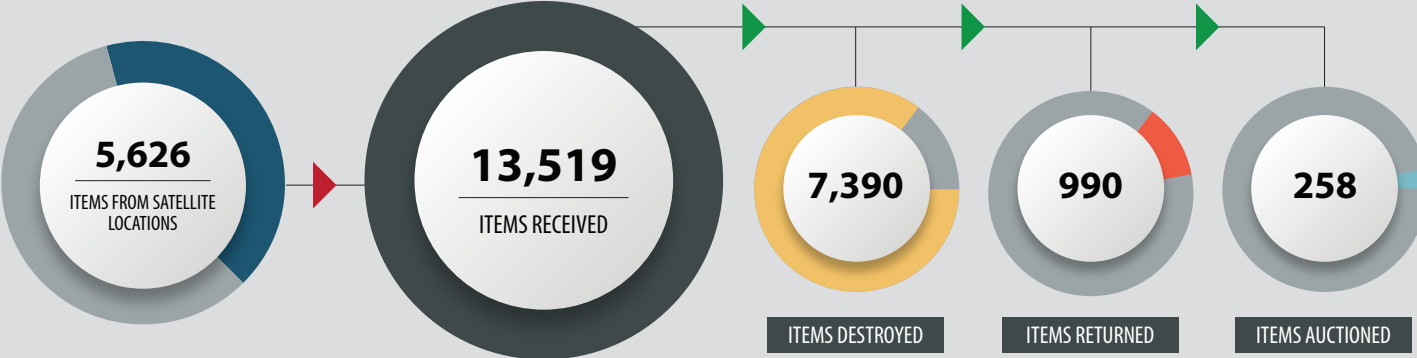 5,626
ITEMS FROM SATELLITE
LOCATIONS
13,519
ITEMS RECEIVED
7,390
ITEMS DESTROYED
990
ITEMS RETURNED
258
ITEMS AUCTIONED